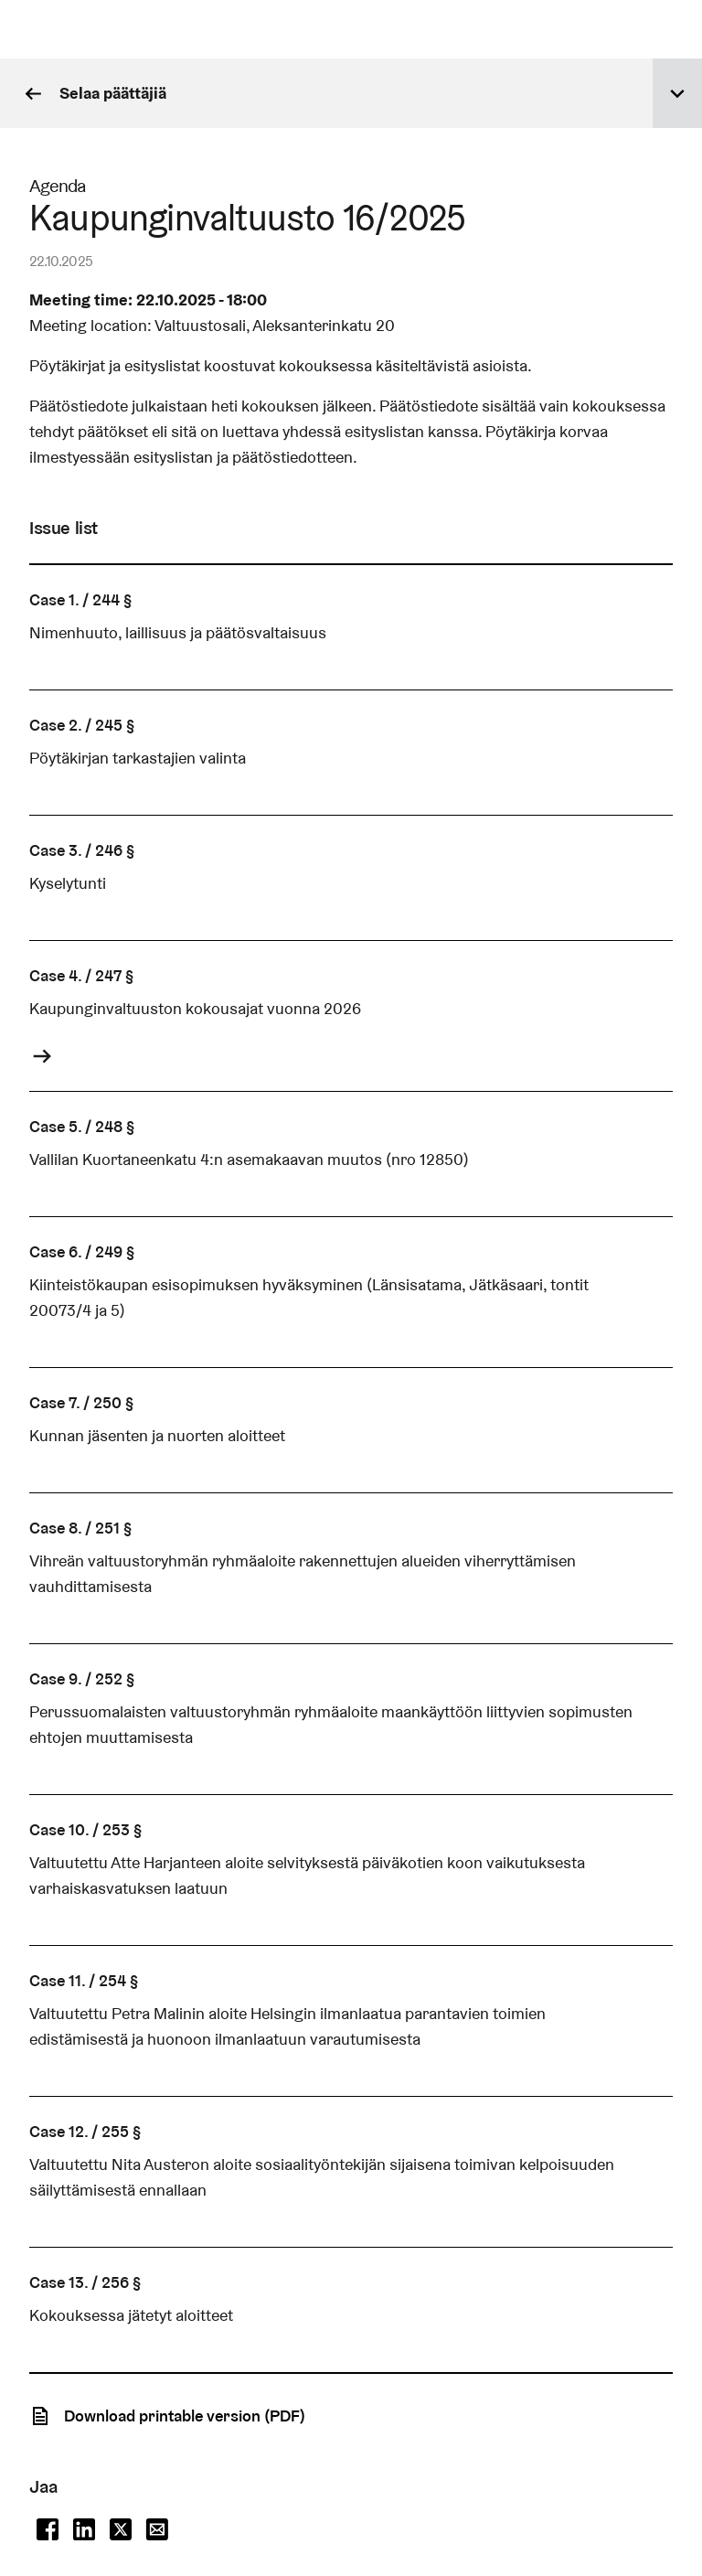 Selaa päättäjiä
Agenda
Kaupunginvaltuusto 16/2025
22.10.2025
Meeting time: 22.10.2025 - 18:00
Meeting location: Valtuustosali, Aleksanterinkatu 20
Pöytäkirjat ja esityslistat koostuvat kokouksessa käsiteltävistä asioista.
Päätöstiedote julkaistaan heti kokouksen jälkeen. Päätöstiedote sisältää vain kokouksessa
tehdyt päätökset eli sitä on luettava yhdessä esityslistan kanssa. Pöytäkirja korvaa
ilmestyessään esityslistan ja päätöstiedotteen.
Issue list
Case 1. / 244 §
Nimenhuuto, laillisuus ja päätösvaltaisuus
Case 2. / 245 §
Pöytäkirjan tarkastajien valinta
Case 3. / 246 §
Kyselytunti
Case 4. / 247 §
Kaupunginvaltuuston kokousajat vuonna 2026
Case 5. / 248 §
Vallilan Kuortaneenkatu 4:n asemakaavan muutos (nro 12850)
Case 6. / 249 §
Kiinteistökaupan esisopimuksen hyväksyminen (Länsisatama, Jätkäsaari, tontit
20073/4 ja 5)
Case 7. / 250 §
Kunnan jäsenten ja nuorten aloitteet
Case 8. / 251 §
Vihreän valtuustoryhmän ryhmäaloite rakennettujen alueiden viherryttämisen
vauhdittamisesta
Case 9. / 252 §
Perussuomalaisten valtuustoryhmän ryhmäaloite maankäyttöön liittyvien sopimusten
ehtojen muuttamisesta
Case 10. / 253 §
Valtuutettu Atte Harjanteen aloite selvityksestä päiväkotien koon vaikutuksesta
varhaiskasvatuksen laatuun
Case 11. / 254 §
Valtuutettu Petra Malinin aloite Helsingin ilmanlaatua parantavien toimien
edistämisestä ja huonoon ilmanlaatuun varautumisesta
Case 12. / 255 §
Valtuutettu Nita Austeron aloite sosiaalityöntekijän sijaisena toimivan kelpoisuuden
säilyttämisestä ennallaan
Case 13. / 256 §
Kokouksessa jätetyt aloitteet
Download printable version (PDF)
Jaa